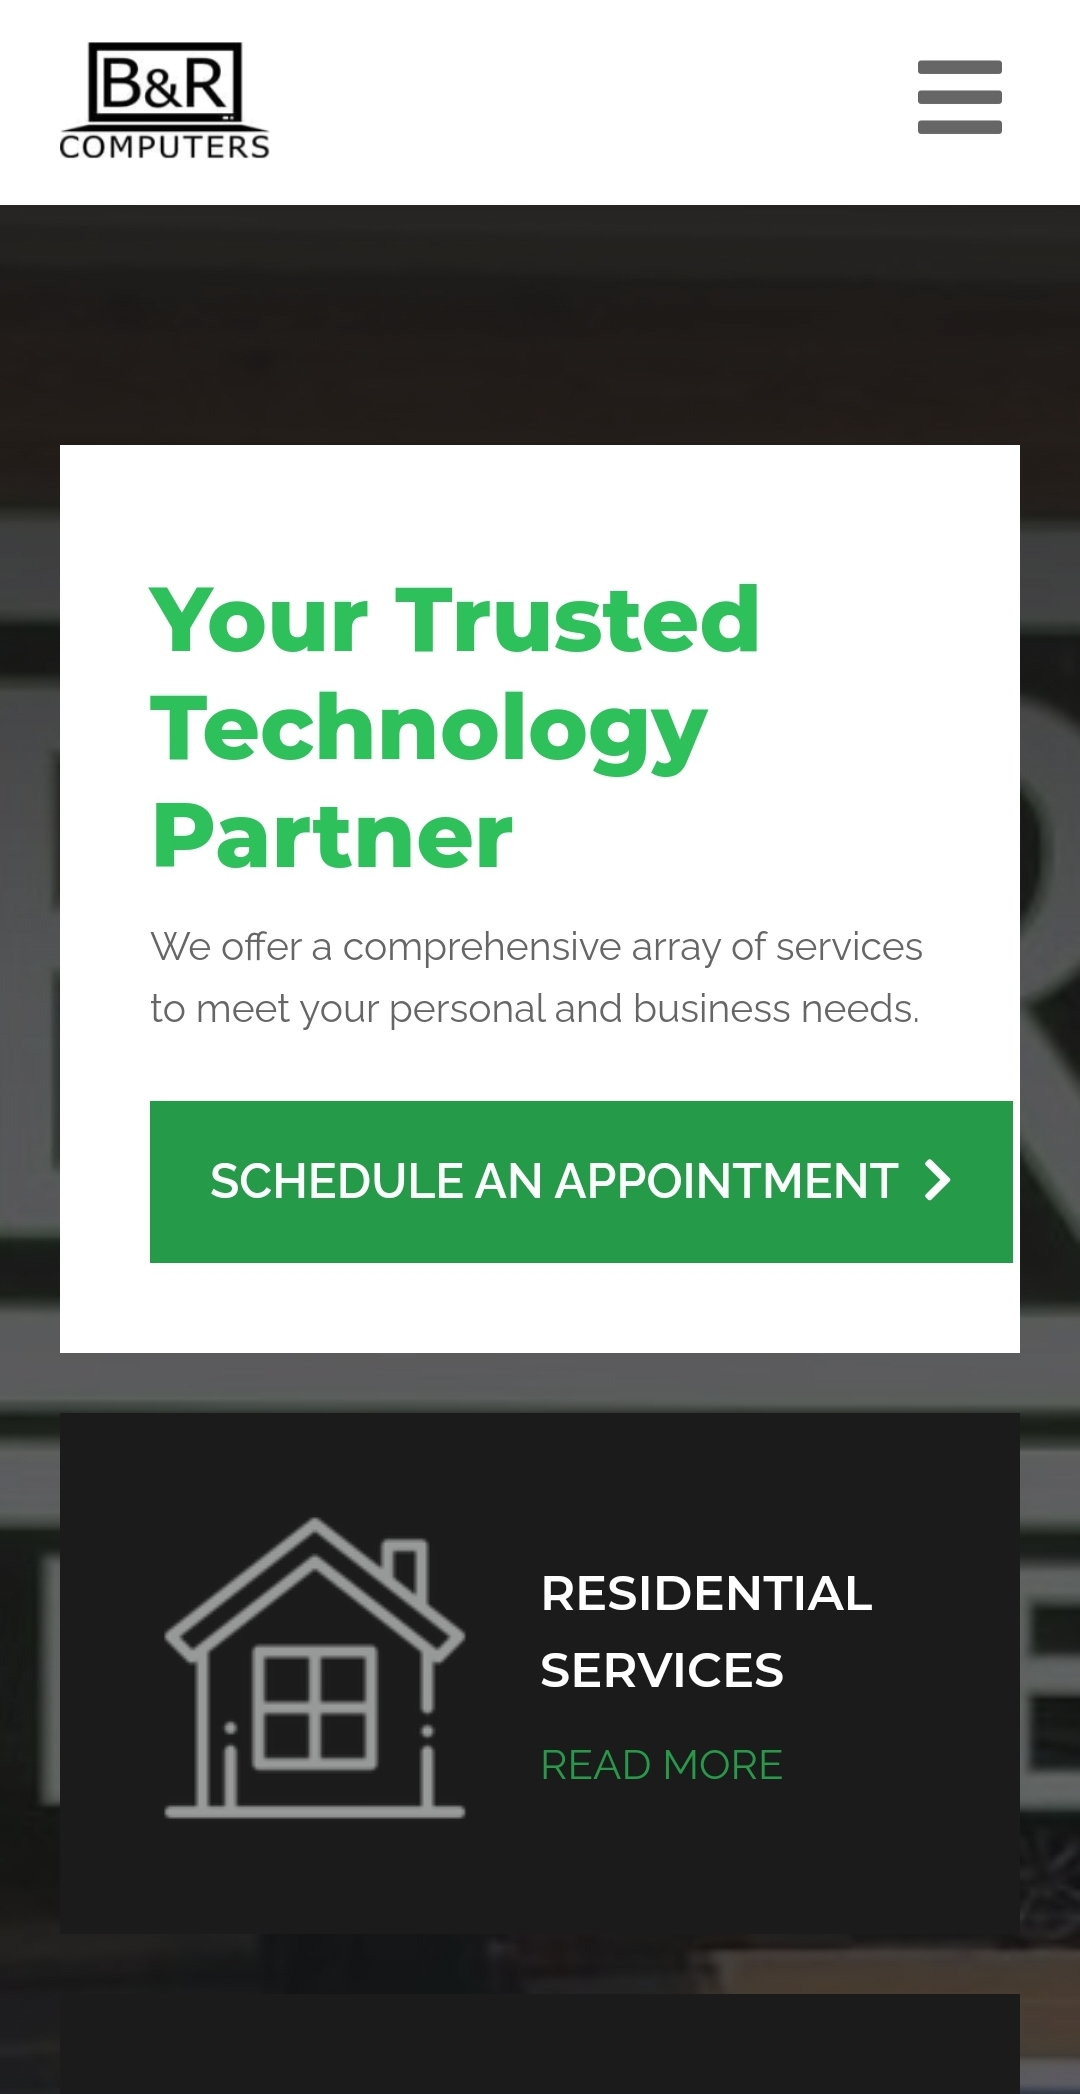 B&R
COMPUTERS
Your Trusted
Technology
Partner
We offer a comprehensive array of services
to meet your personal and business needs.
SCHEDULE AN APPOINTMENT
RESIDENTIAL
SERVICES
READ MORE